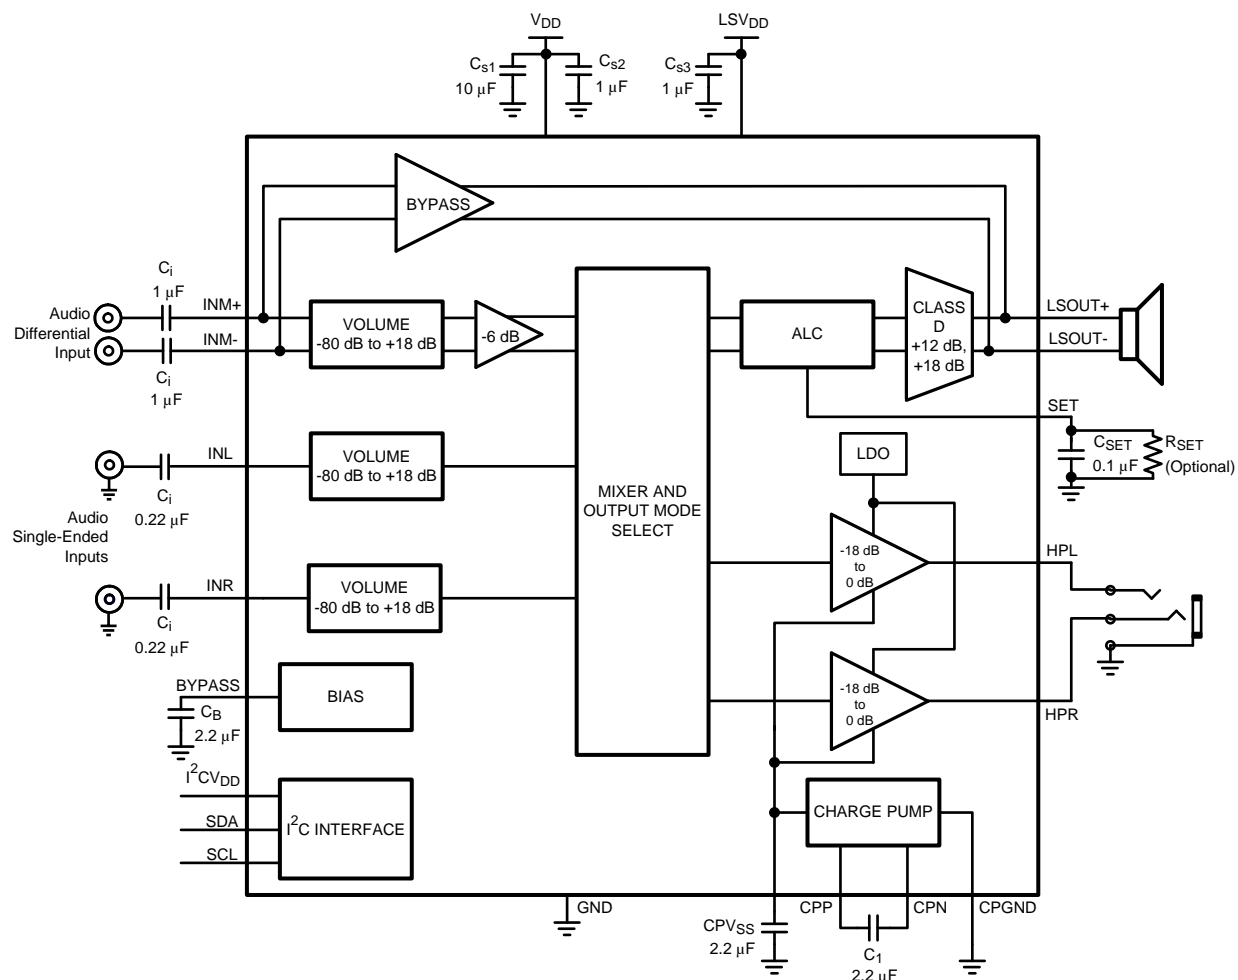 VDD
LSVDD
Cs1
10 μF
Cs2
1 μF
Cs3
1 μF
BYPASS
Ci
1 μF
INM+
Audio
Differential
Input
INM-
Ci
1 μF
VOLUME
-80 dB to +18 dB
-6 dB
ALC
CLASS
D
+12 dB,
+18 dB
LSOUT+
LSOUT-
SET
CSET
0.1 μF
RSET
(Optional)
INL
Ci
0.22 μF
VOLUME
-80 dB to +18 dB
MIXER AND
OUTPUT MODE
SELECT
LDO
Audio
Single-Ended
Inputs
-18 dB
to
0 dB
HPL
INR
Ci
0.22 μF
VOLUME
-80 dB to +18 dB
BYPASS
CB
2.2 μF
BIAS
-18 dB
to
0 dB
HPR
I2CVDD
SDA
SCL
I2C INTERFACE
CHARGE PUMP
GND
CPVSS
2.2 μF
CPP
CPN
CPGND
C1
2.2 μF